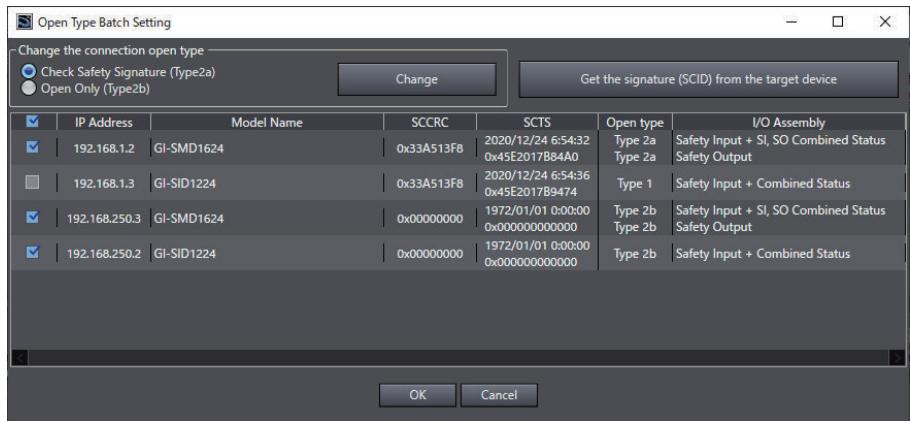 Open Type Batch Setting
Change the connection open type
Check Safety Signature (Type2a)
Open Only (Type2b)
Change
Get the signature (SCID) from the target device
IP Address Model Name SCCRC SCTS Open type I/O Assembly
192.168.1.2 GI-SMD1624 0x33A513F8 2020/12/24 6:54:32 Type 2a Safety Input + SI, SO Combined Status
0x45E2017B84A0 Type 2a Safety Output
192.168.1.3 GI-SID1224 0x33A513F8 2020/12/24 6:54:36 Type 1 Safety Input + Combined Status
0x45E2017B9474
192.168.250.3 GI-SMD1624 0x00000000 1972/01/01 0:00:00 Type 2b Safety Input + SI, SO Combined Status
0x000000000000 Type 2b Safety Output
192.168.250.2 GI-SID1224 0x00000000 1972/01/01 0:00:00 Type 2b Safety Input + Combined Status
0x000000000000
OK Cancel